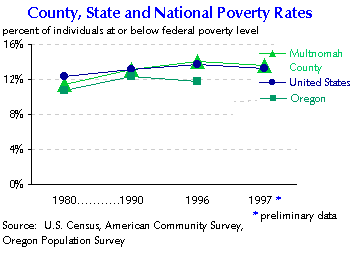 County, State and National Poverty Rates
percent of individuals at or below federal poverty level
16%
12%
8%
4%
0%
Multnomah
County
United States
Oregon
1980............1990 1996 1997 *
* preliminary data
Source: U.S. Census, American Community Survey,
Oregon Population Survey